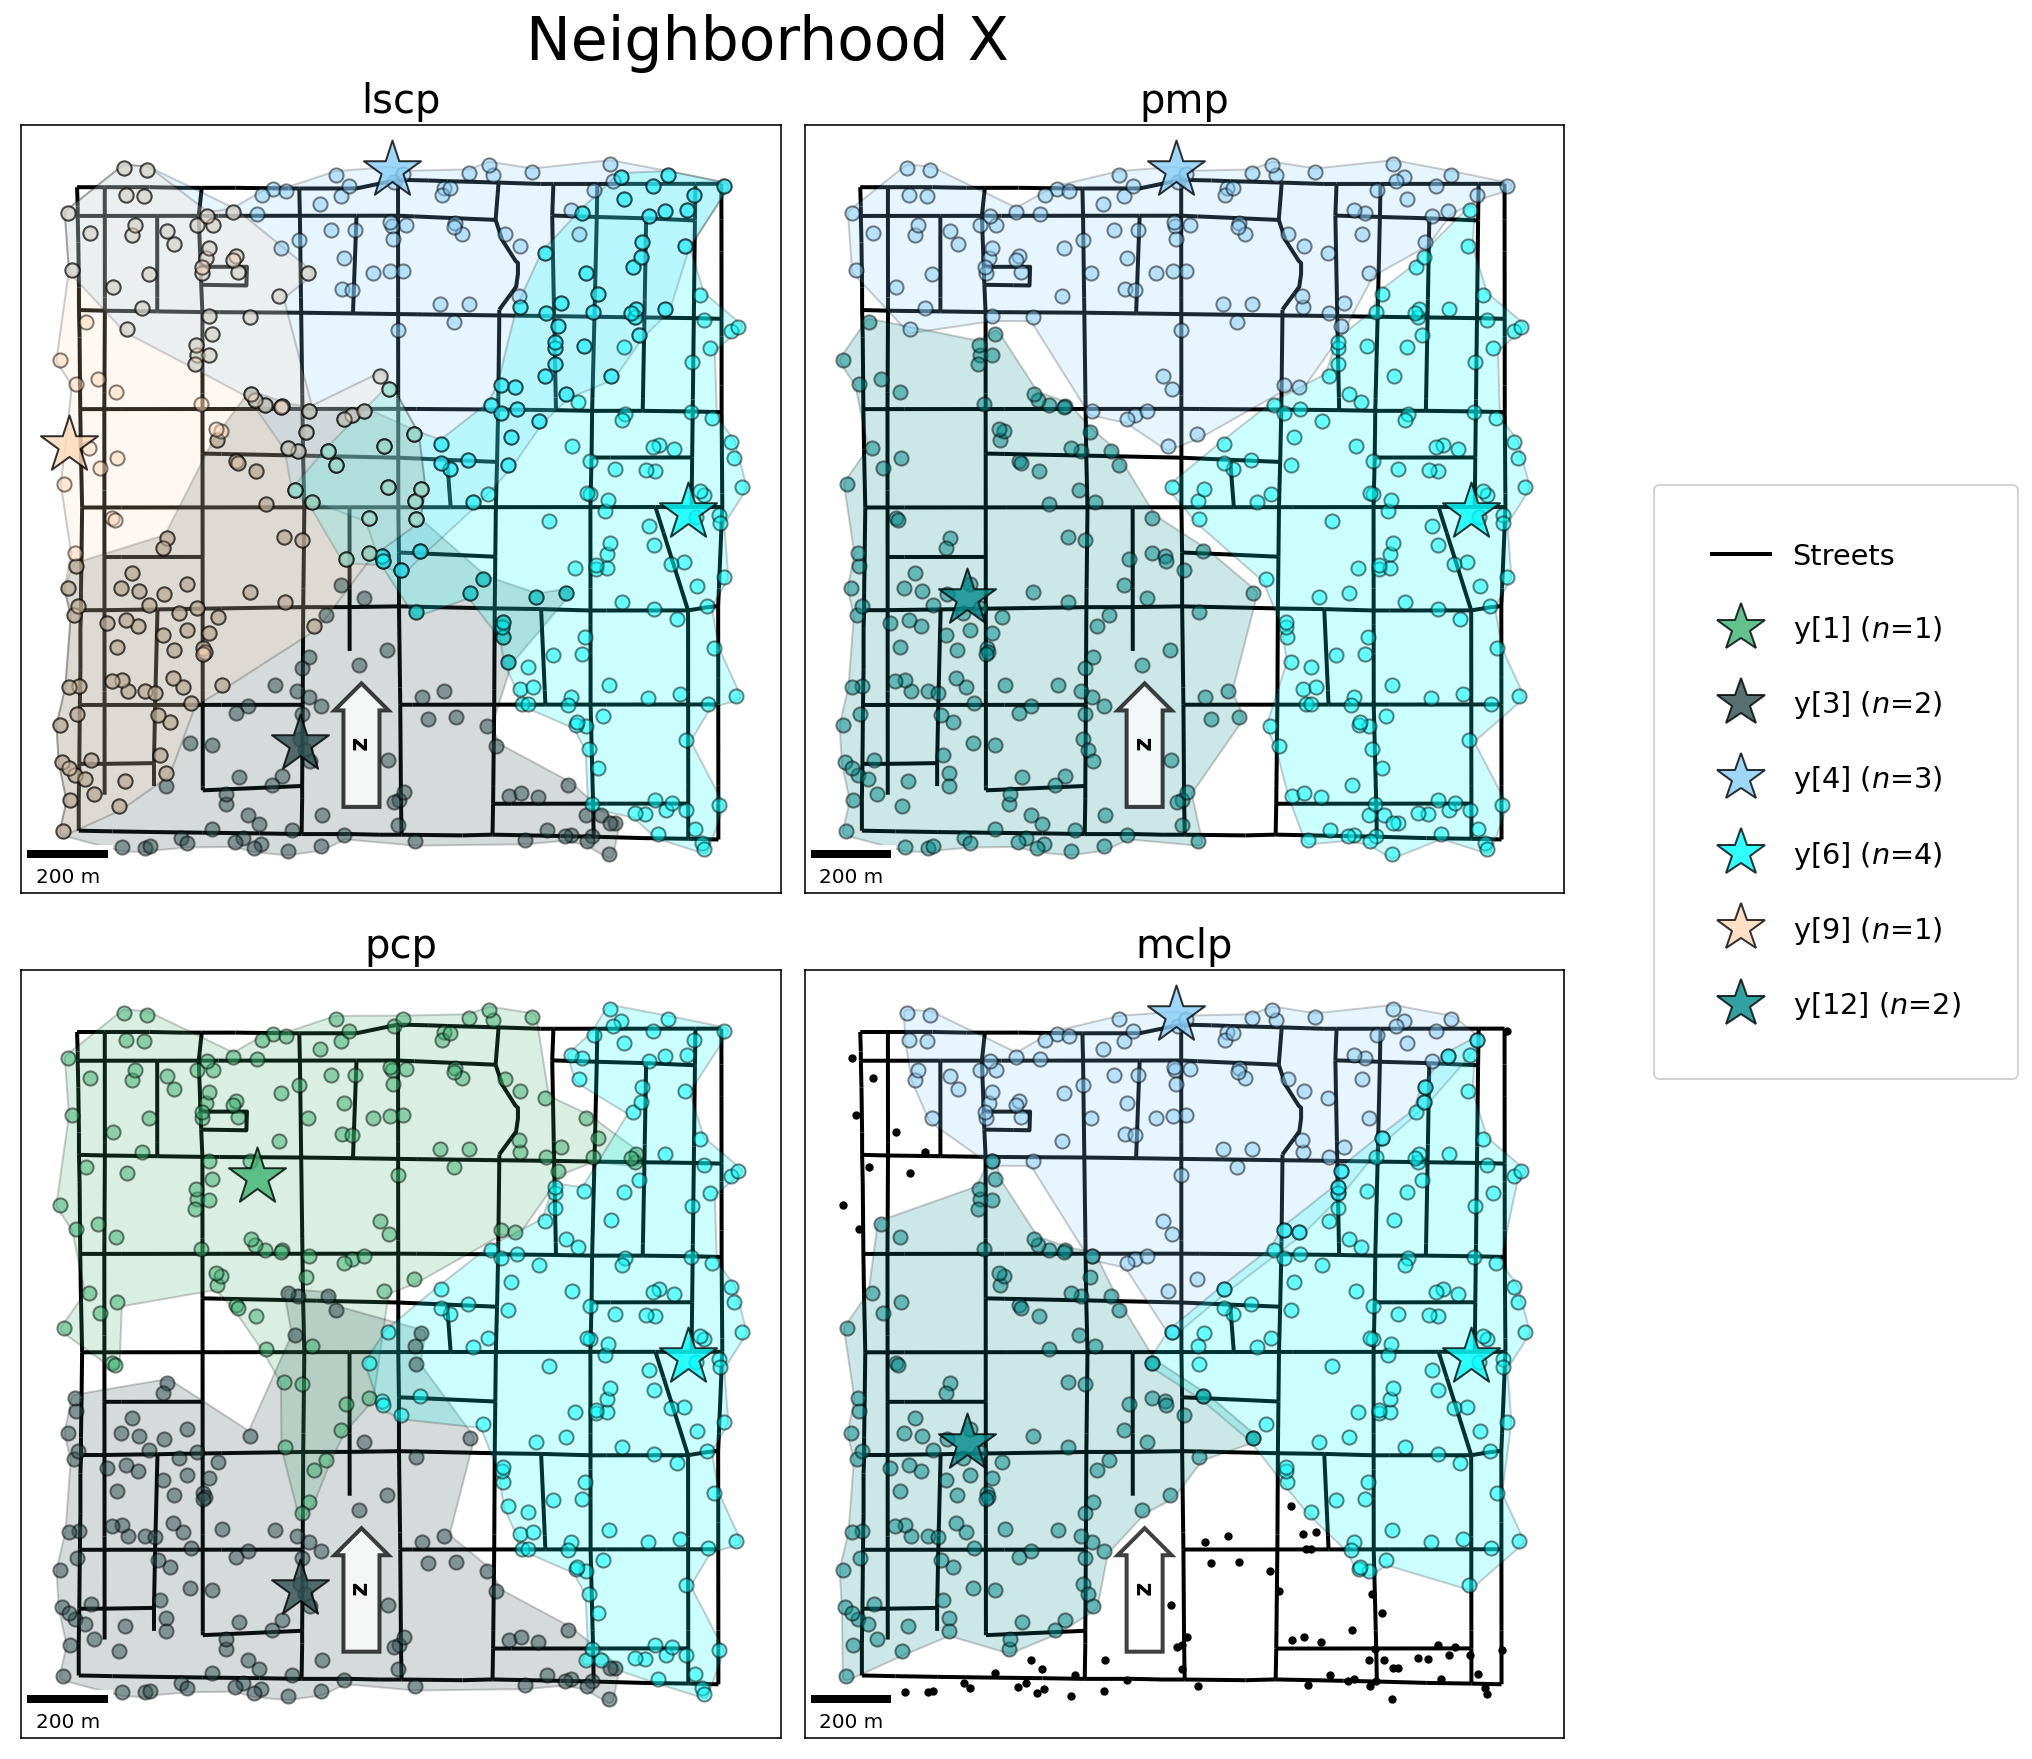 Neighborhood X
lscp
pmp
N
200 m
N
200 m
pcp
mclp
N
200 m
N
200 m
Streets
y[1] (n=1)
y[3] (n=2)
y[4] (n=3)
y[6] (n=4)
y[9] (n=1)
y[12] (n=2)